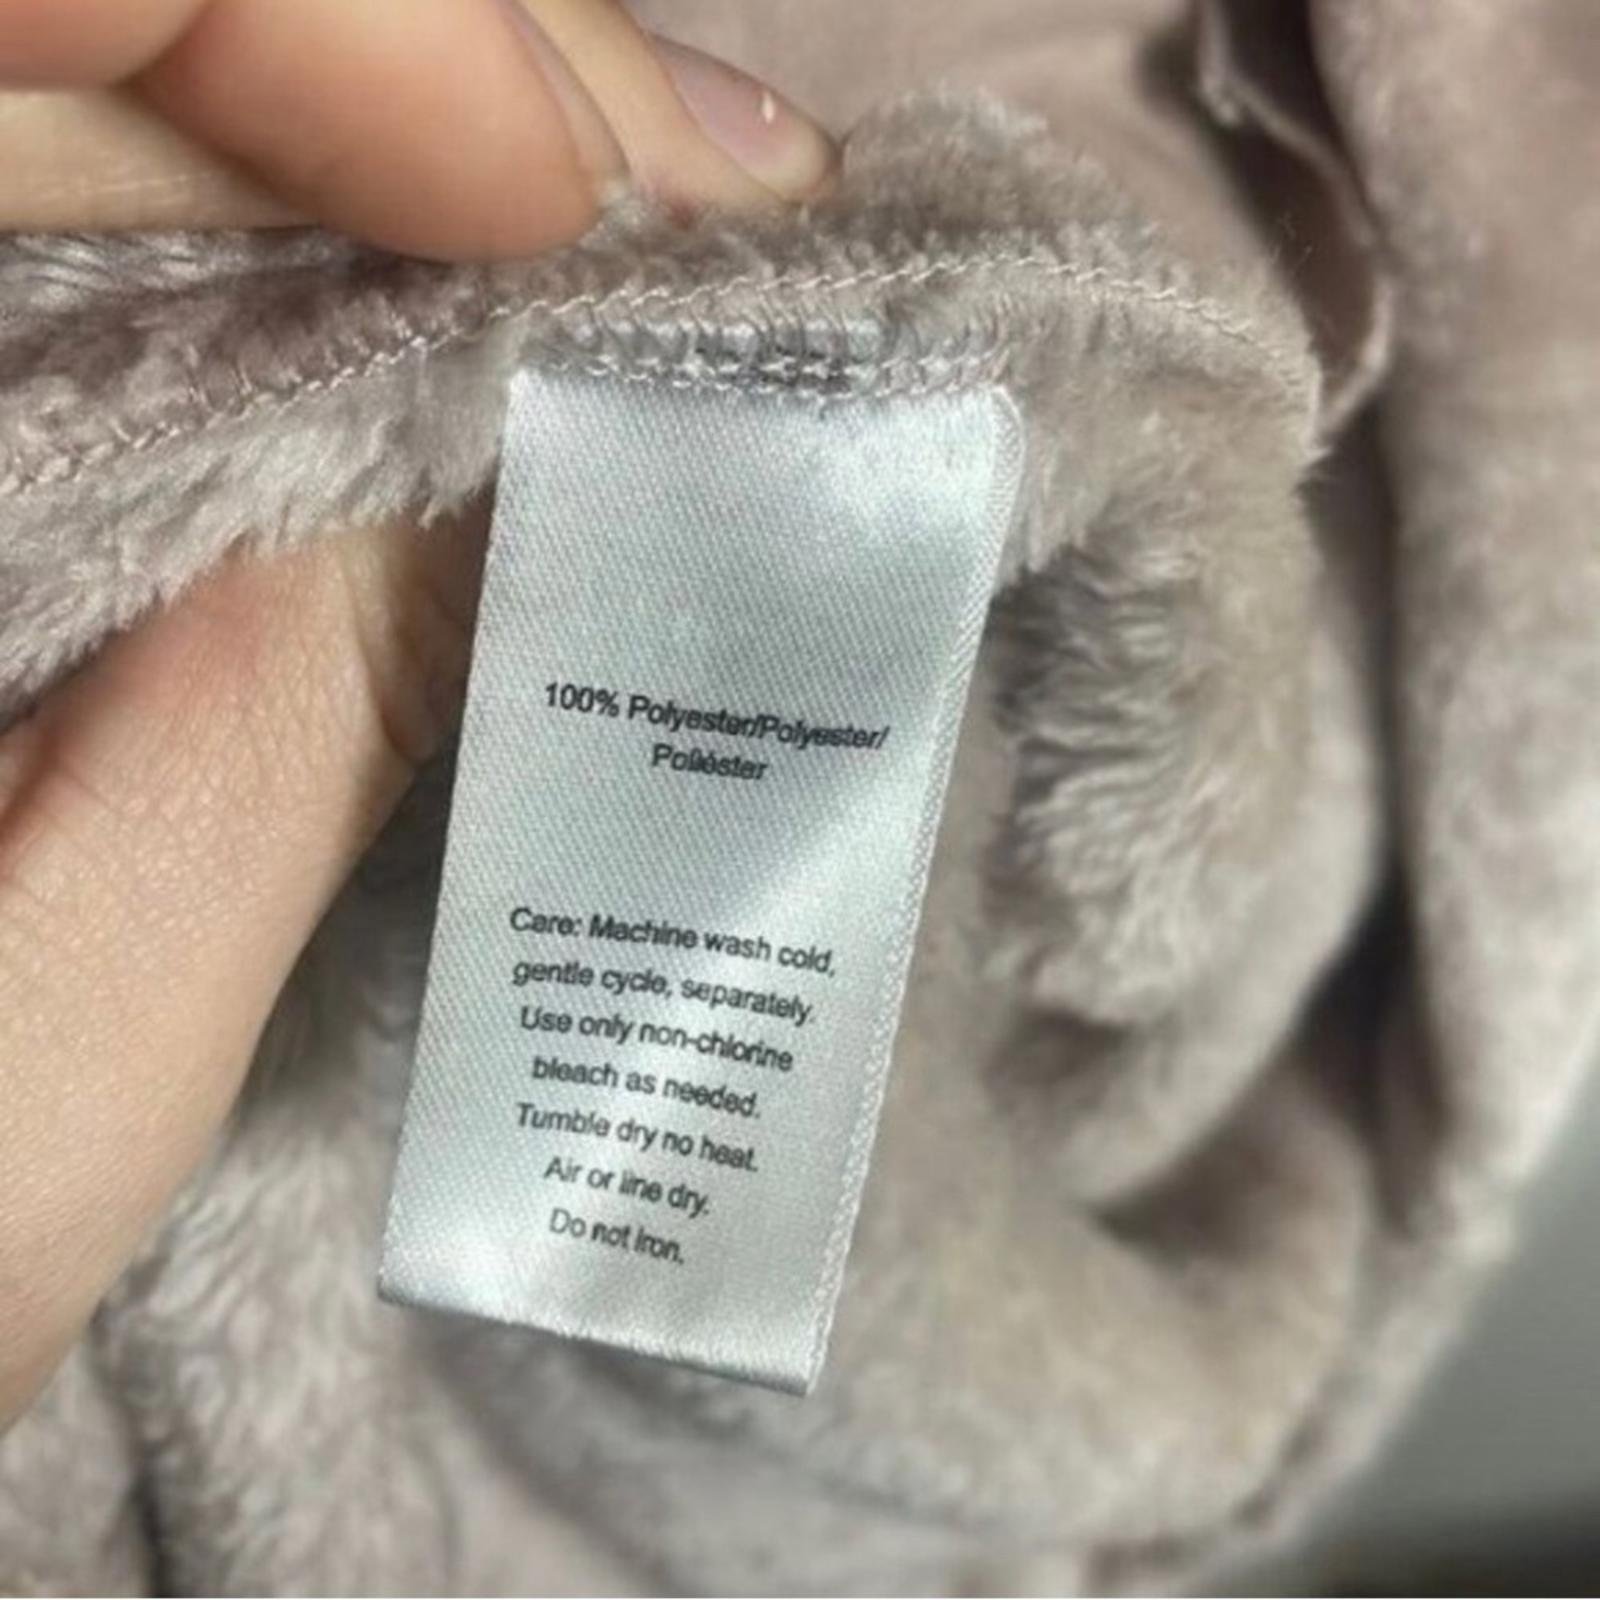 100% Polyester/Polyester/
Poliéster
Care: Machine wash cold,
gentle cycle, separately.
Use only non-chlorine
bleach as needed.
Tumble dry no heat.
Air or line dry.
Do not iron.